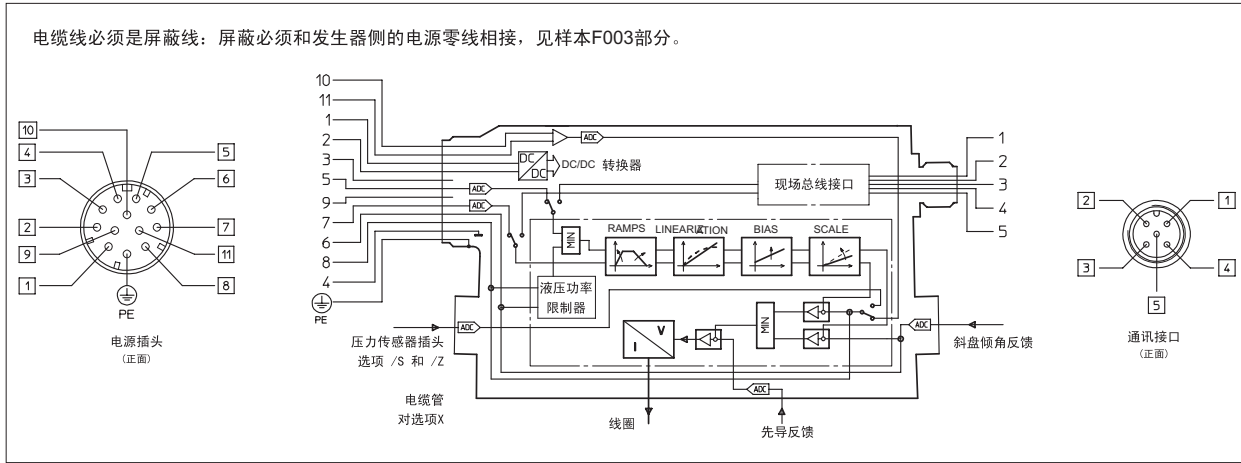 电缆线必须是屏蔽线：屏蔽必须和发生器侧的电源零线相接，见样本F003部分。
10
4
3
2
9
1
5
6
7
11
8
PE
电源插头
(正面)
10
11
1
2
3
5
9
7
6
8
4
PE
压力传感器插头
选项 /S 和 /Z
电缆管
对选项X
ADC
DC
DC
DC/DC 转换器
ADC
ADC
现场总线接口
MIN
RAMPS
LINEARIZATION
BIAS
SCALE
液压功率
限制器
ADC
V
I
MIN
ADC
ADC
线圈
先导反馈
斜盘倾角反馈
1
2
3
4
5
2
1
3
4
5
通讯接口
(正面)